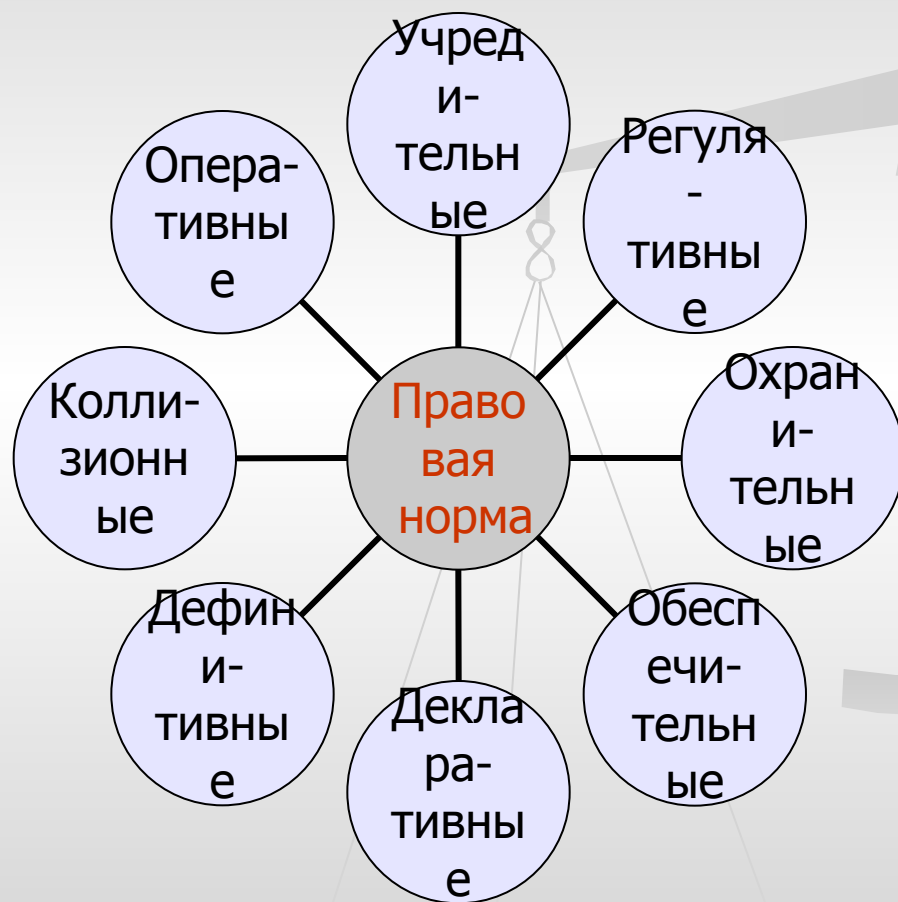 Учред
и-
тельн
ые
Регуля
-
тивны
е
Охран
и-
тельн
ые
Обесп
ечи-
тельн
ые
Декла
ра-
тивны
е
Дефин
и-
тивны
е
Колли-
зионн
ые
Опера-
тивны
е
Право
вая
норма